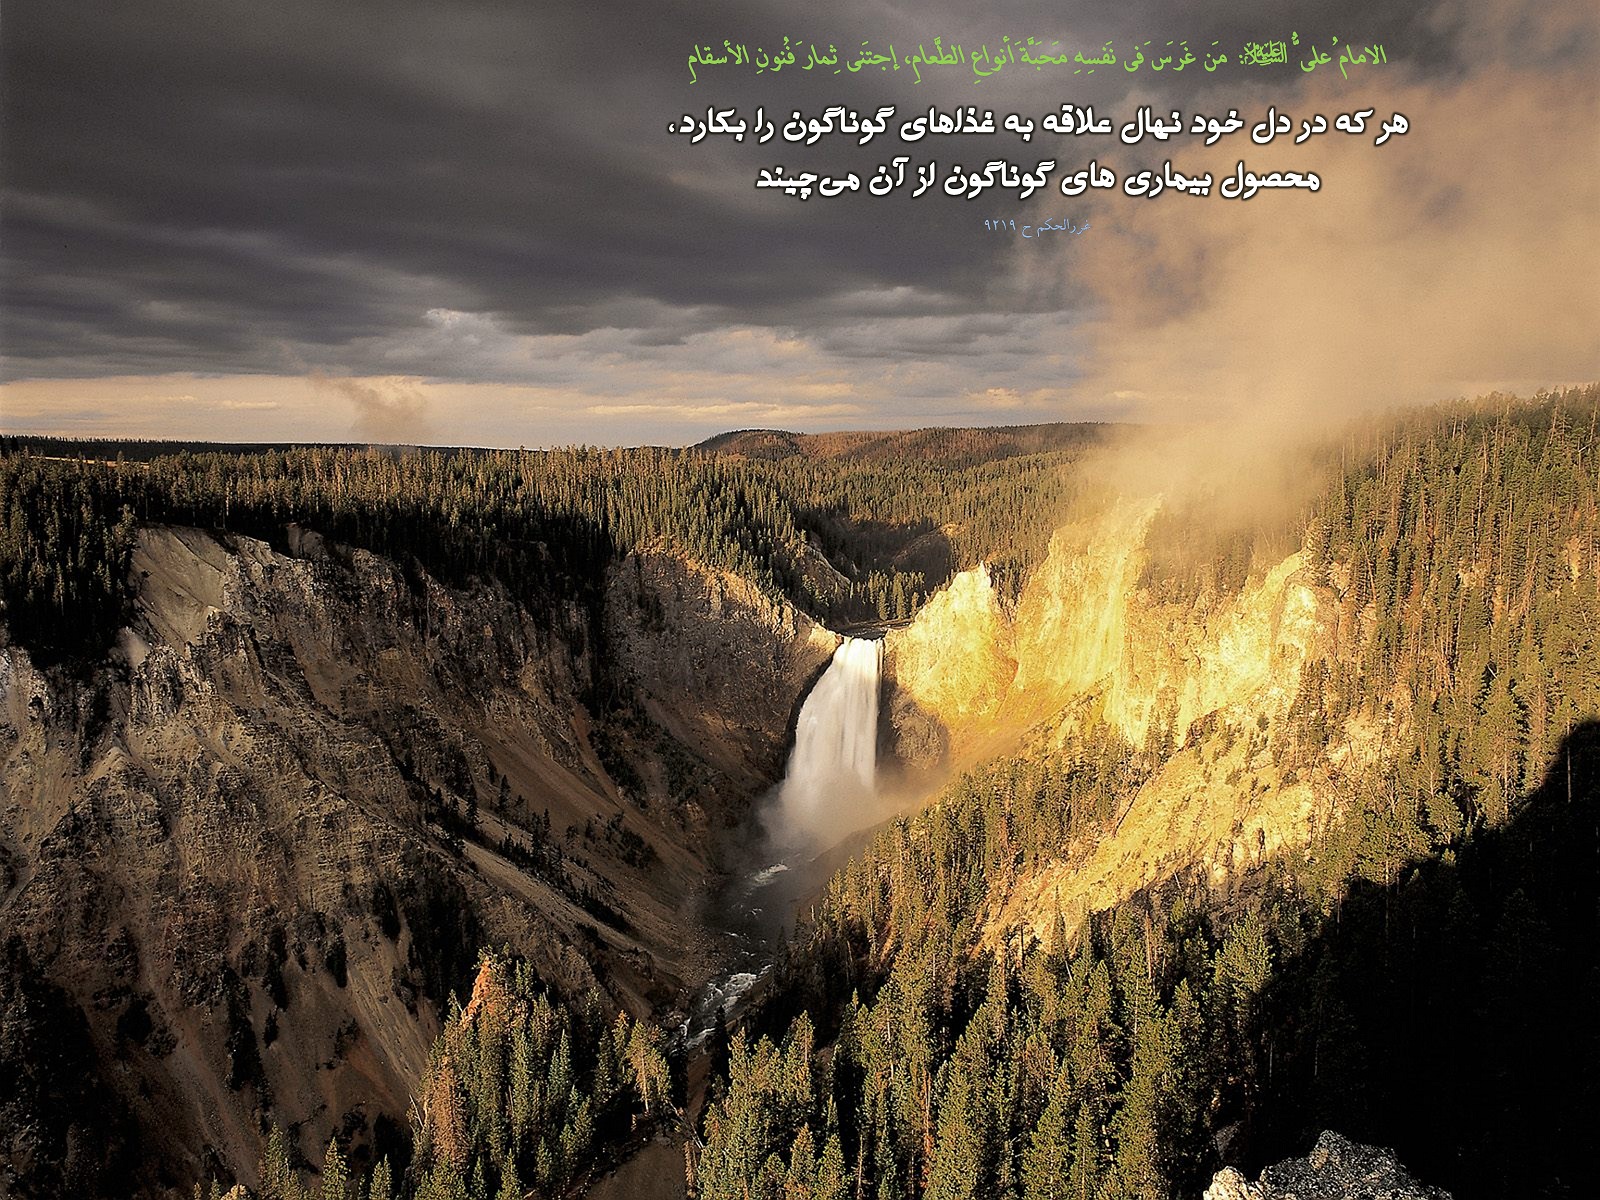 الامامُ علیُّ علیه‌السلام: مَن غَرَسَ فی نَفسِهِ مَحَبَّةَ أنواعِ الطَّعامِ، إجتَنَی ثِمارَ فُنونِ الأسقامِ
هر که در دل خود نهال علاقه به غذاهای گوناگون را بکارد،
محصول بیماری های گوناگون از آن می‌چیند
غررالحکم ح ۹۲۱۹